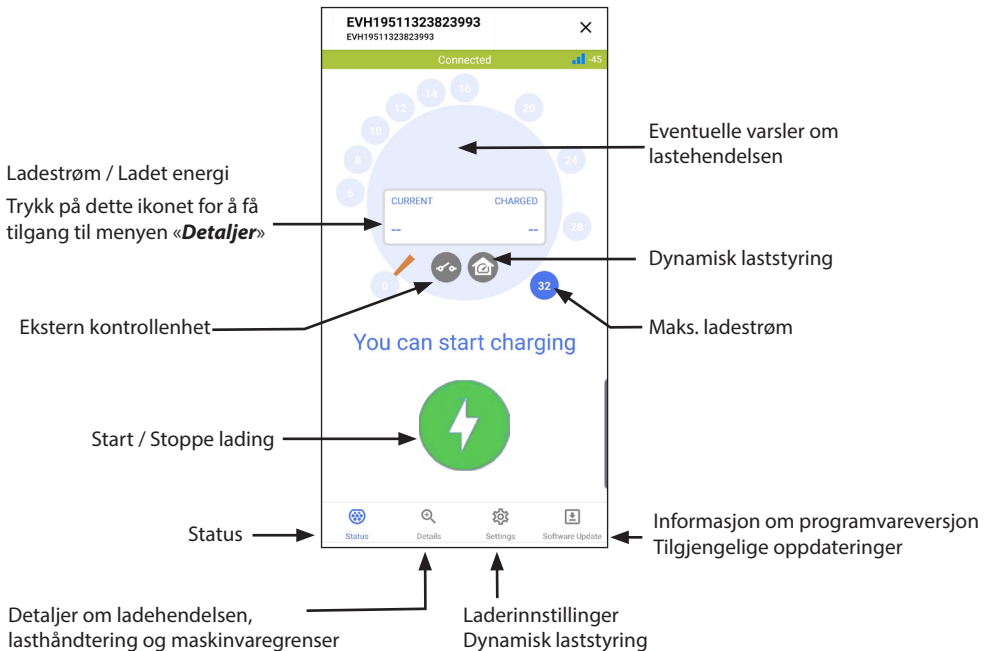 EVH19511323823993
EVH19511323823993
Connected
-45
16
14
12
20
10
8
24
6
28
0
32
CURRENT
CHARGED
--
--
You can start charging
Status
Details
Settings
Software Update
Eventuelle varsler om
lastehendelsen
Ladestrøm / Ladet energi
Trykk på dette ikonet for å få
tilgang til menyen «Detaljer»
Dynamisk laststyring
Ekstern kontrollenhet
Maks. ladestrøm
Start / Stoppe lading
Status
Informasjon om programvareversjon
Tilgjengelige oppdateringer
Detaljer om ladehendelsen,
lasthåndtering og maskinvaregrenser
Laderinnstillinger
Dynamisk laststyring